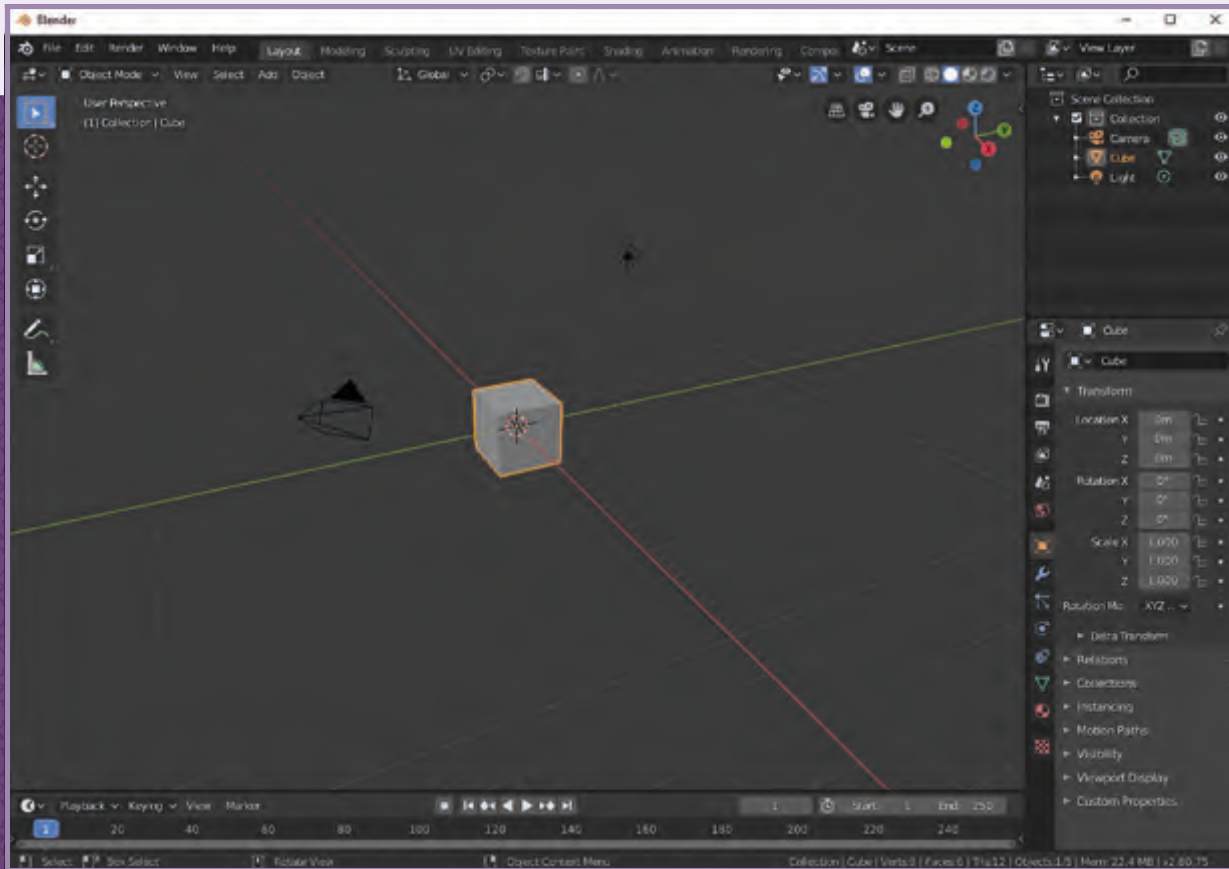 Blender
File Edit Render Window Help Layout Modeling Sculpting UV Editing Texture Paint Shading Animation Rendering Compo Scene View Layer
Object Mode View Select Add Object Global
User Perspective
(1) Collection | Cube
Scene Collection
Collection
Camera
Cube
Light
Cube
Cube
Transform
Location X 0m
Y 0m
Z 0m
Rotation X 0°
Y 0°
Z 0°
Scale X 1.000
Y 1.000
Z 1.000
Rotation Mo XYZ ..
Delta Transform
Relations
Collections
Instancing
Motion Paths
Visibility
Viewport Display
Custom Properties
Playback Keying View Marker 1 Start: 1 End: 250
1 20 40 60 80 100 120 140 160 180 200 220 240
Select Box Select Rotate View Object Context Menu Collection | Cube | Verts:8 | Faces:6 | Tris:12 | Objects:1/3 | Mem: 22.4 MB | v2.80.75
X
Y
Z